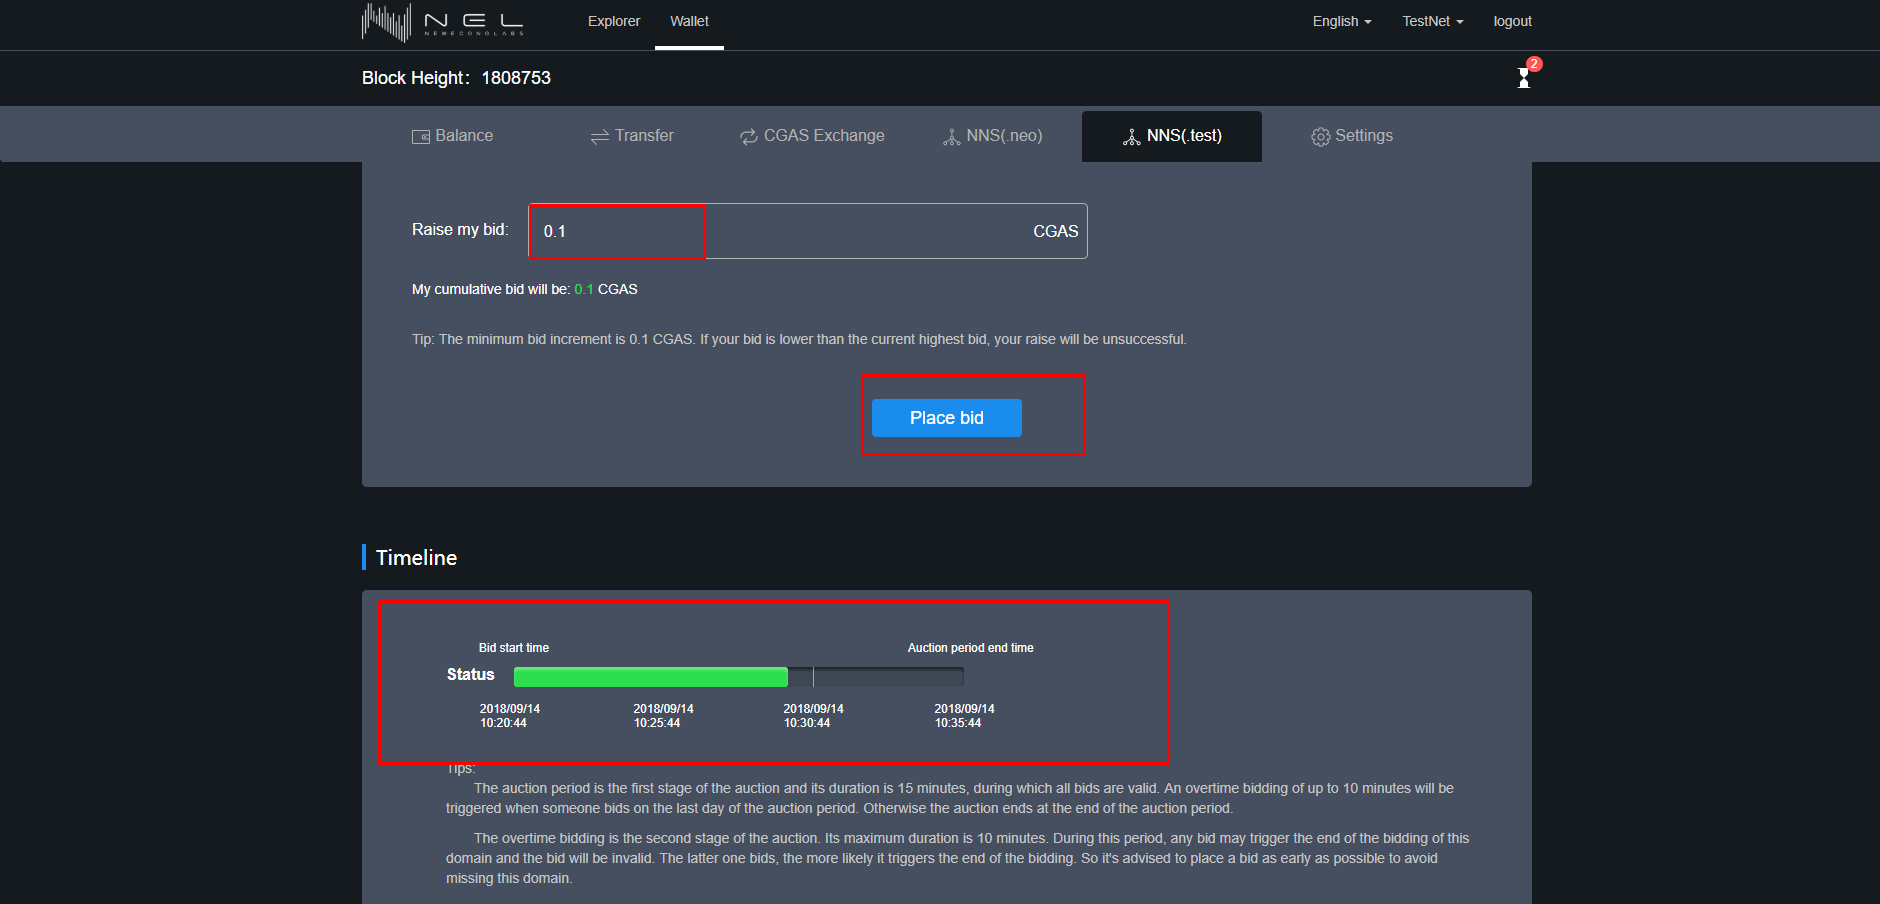 NEL
NEWECONOLABS
Explorer
Wallet
English
TestNet
logout
Block Height: 1808753
2
Balance
Transfer
CGAS Exchange
NNS(.neo)
NNS(.test)
Settings
Raise my bid:
0.1
CGAS
My cumulative bid will be: 0.1 CGAS
Tip: The minimum bid increment is 0.1 CGAS. If your bid is lower than the current highest bid, your raise will be unsuccessful.
Place bid
Timeline
Bid start time
Auction period end time
Status
2018/09/14
10:20:44
2018/09/14
10:25:44
2018/09/14
10:30:44
2018/09/14
10:35:44
Tips:
The auction period is the first stage of the auction and its duration is 15 minutes, during which all bids are valid. An overtime bidding of up to 10 minutes will be
triggered when someone bids on the last day of the auction period. Otherwise the auction ends at the end of the auction period.
The overtime bidding is the second stage of the auction. Its maximum duration is 10 minutes. During this period, any bid may trigger the end of the bidding of this
domain and the bid will be invalid. The latter one bids, the more likely it triggers the end of the bidding. So it's advised to place a bid as early as possible to avoid
missing this domain.